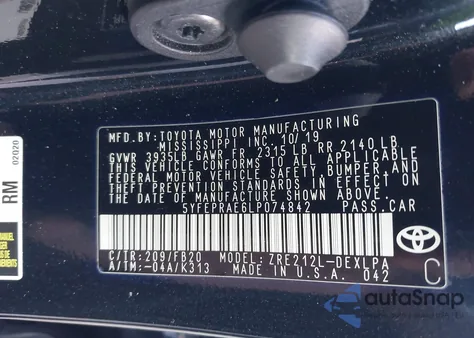 MFD.BY: TOYOTA MOTOR MANUFACTURING
MISSISSIPPI INC. 10/19
GVWR 3935LB GAWR FR 2315 LB RR 2140 LB
THIS VEHICLE CONFORMS TO ALL APPLICABLE
FEDERAL MOTOR VEHICLE SAFETY, BUMPER, AND
THEFT PREVENTION STANDARDS IN EFFECT ON
THE DATE OF MANUFACTURE SHOWN ABOVE.
5YFEPRAE6LP074842 PASS.CAR
C/TR: 209/FB20 MODEL: ZRE212L-DEXLPA
A/TM: -04A/K313 MADE IN U.S.A. 042
C
02020
RM
autoSnap